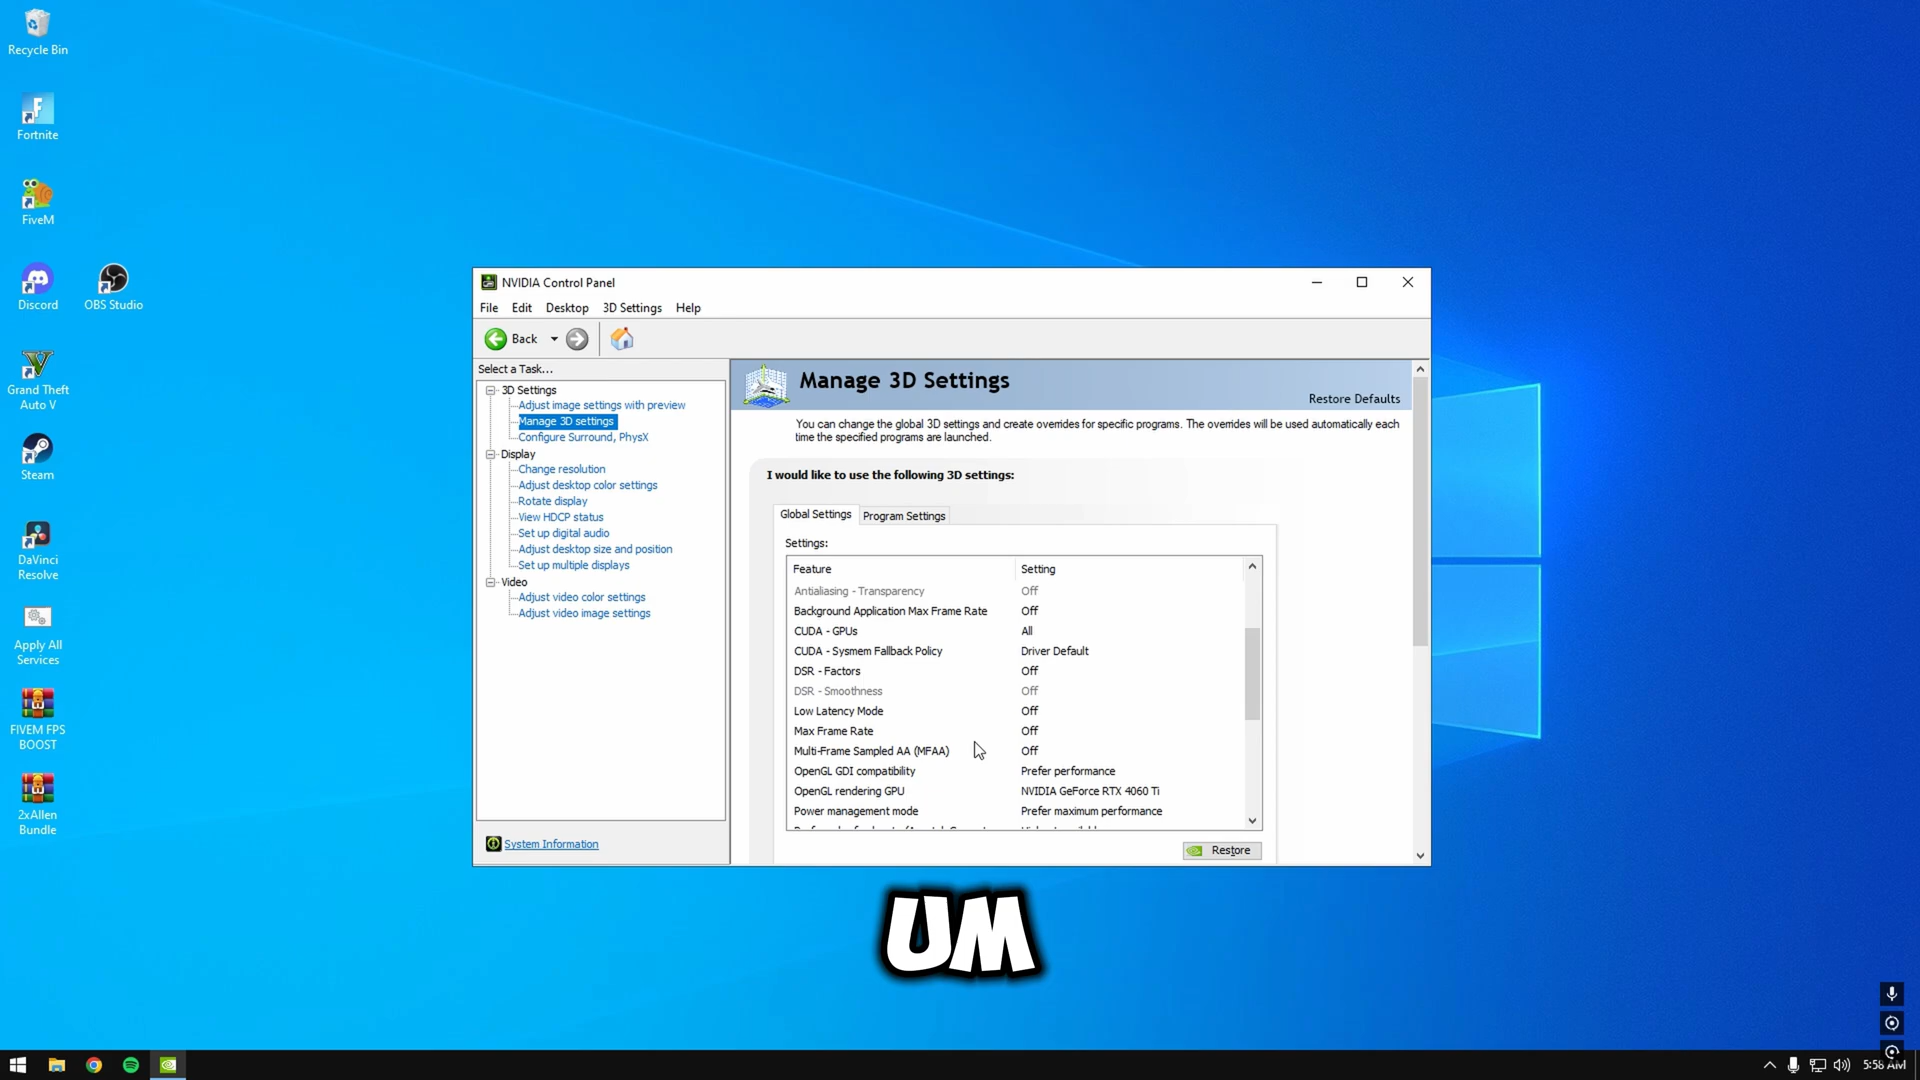 Recycle Bin
Fortnite
FiveM
Discord
OBS Studio
Grand Theft
Auto V
Steam
DaVinci
Resolve
Apply All
Services
FIVEM FPS
BOOST
2xAllen
Bundle
NVIDIA Control Panel
File Edit Desktop 3D Settings Help
Back
Select a Task...
3D Settings
Adjust image settings with preview
Manage 3D settings
Configure Surround, PhysX
Display
Change resolution
Adjust desktop color settings
Rotate display
View HDCP status
Set up digital audio
Adjust desktop size and position
Set up multiple displays
Video
Adjust video color settings
Adjust video image settings
System Information
Manage 3D Settings
Restore Defaults
You can change the global 3D settings and create overrides for specific programs. The overrides will be used automatically each
time the specified programs are launched.
I would like to use the following 3D settings:
Global Settings Program Settings
Settings:
Feature Setting
Antialiasing - Transparency Off
Background Application Max Frame Rate Off
CUDA - GPUs All
CUDA - Sysmem Fallback Policy Driver Default
DSR - Factors Off
DSR - Smoothness Off
Low Latency Mode Off
Max Frame Rate Off
Multi-Frame Sampled AA (MFAA) Off
OpenGL GDI compatibility Prefer performance
OpenGL rendering GPU NVIDIA GeForce RTX 4060 Ti
Power management mode Prefer maximum performance
Restore
UM
5:58 AM